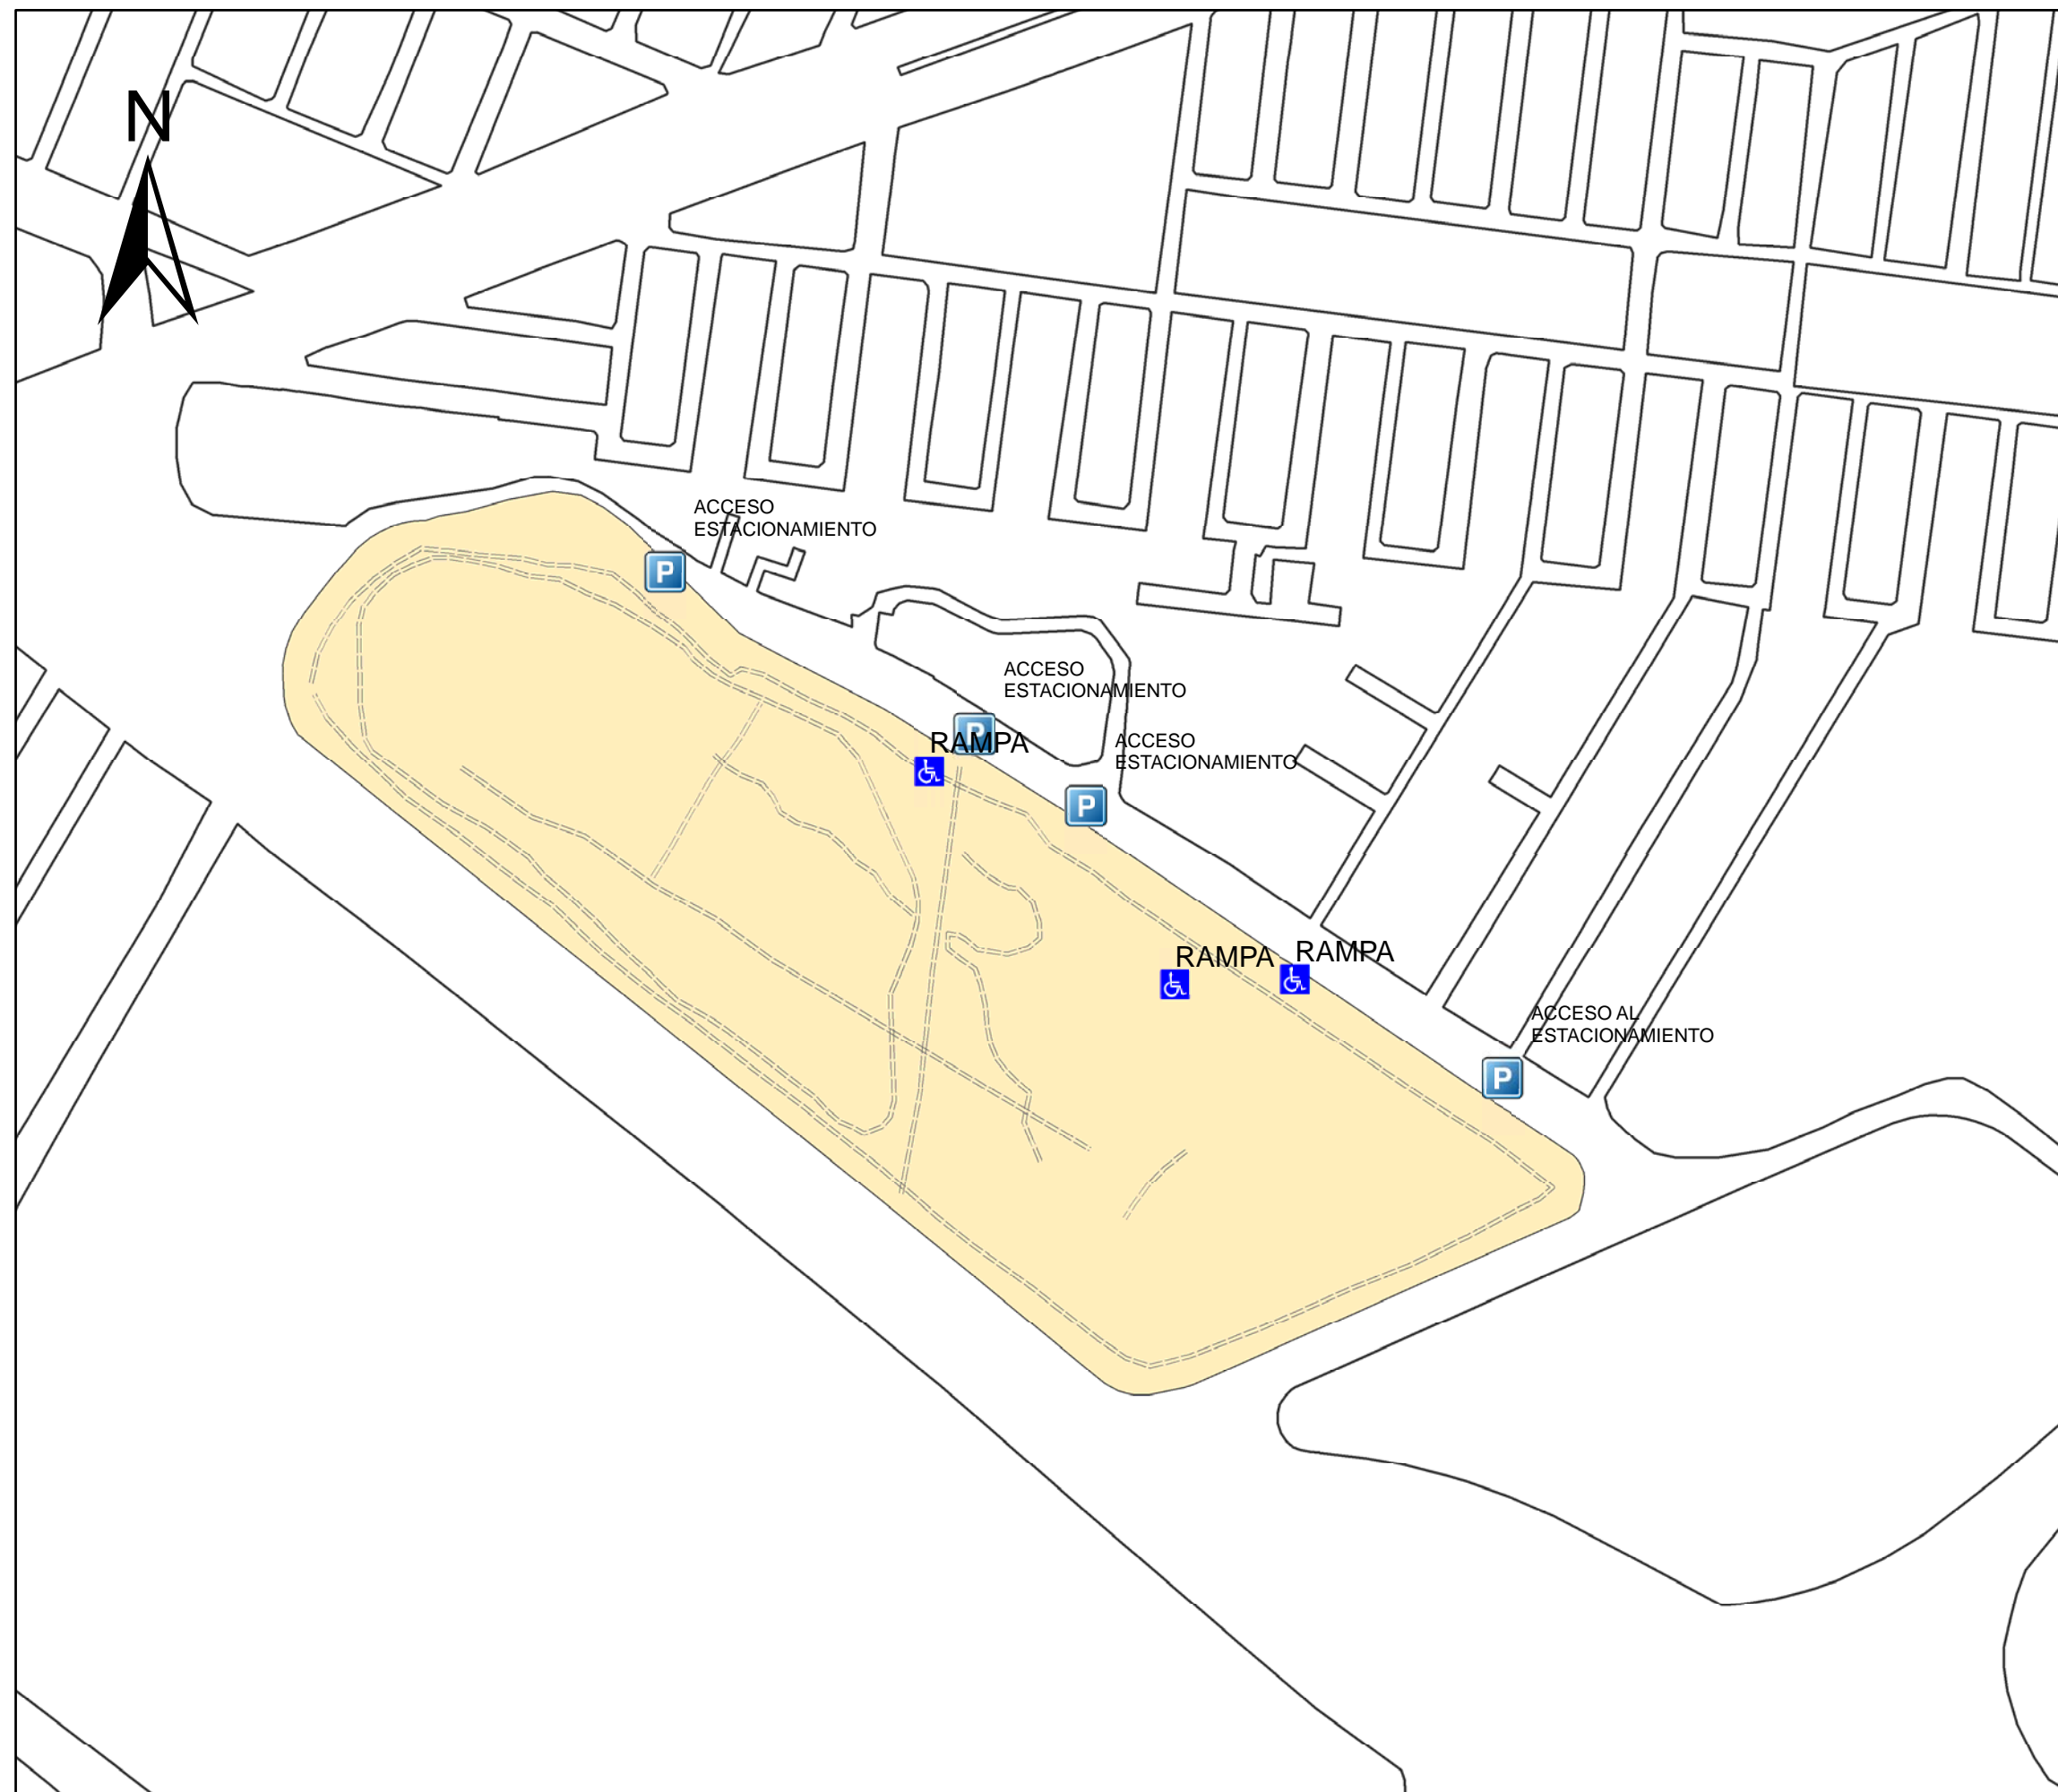 N
ACCESO
ESTACIONAMIENTO
P
ACCESO
ESTACIONAMIENTO
P
RAMPA
ACCESO
ESTACIONAMIENTO
P
RAMPA
RAMPA
ACCESO AL
ESTACIONAMIENTO
P